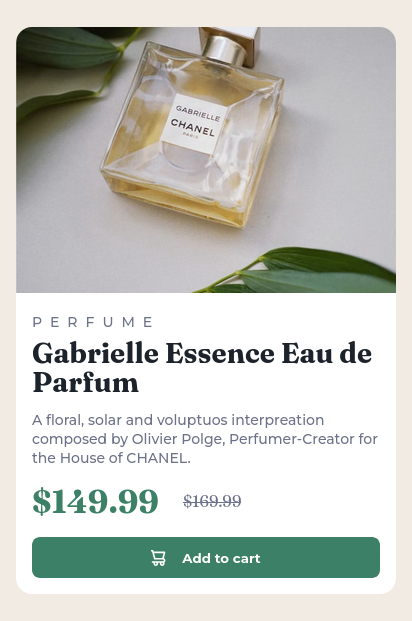 GABRIELLE
CHANEL
PARIS
PERFUME
Gabrielle Essence Eau de
Parfum
A floral, solar and voluptuos interpreation
composed by Olivier Polge, Perfumer-Creator for
the House of CHANEL.
$149.99 $169.99
Add to cart